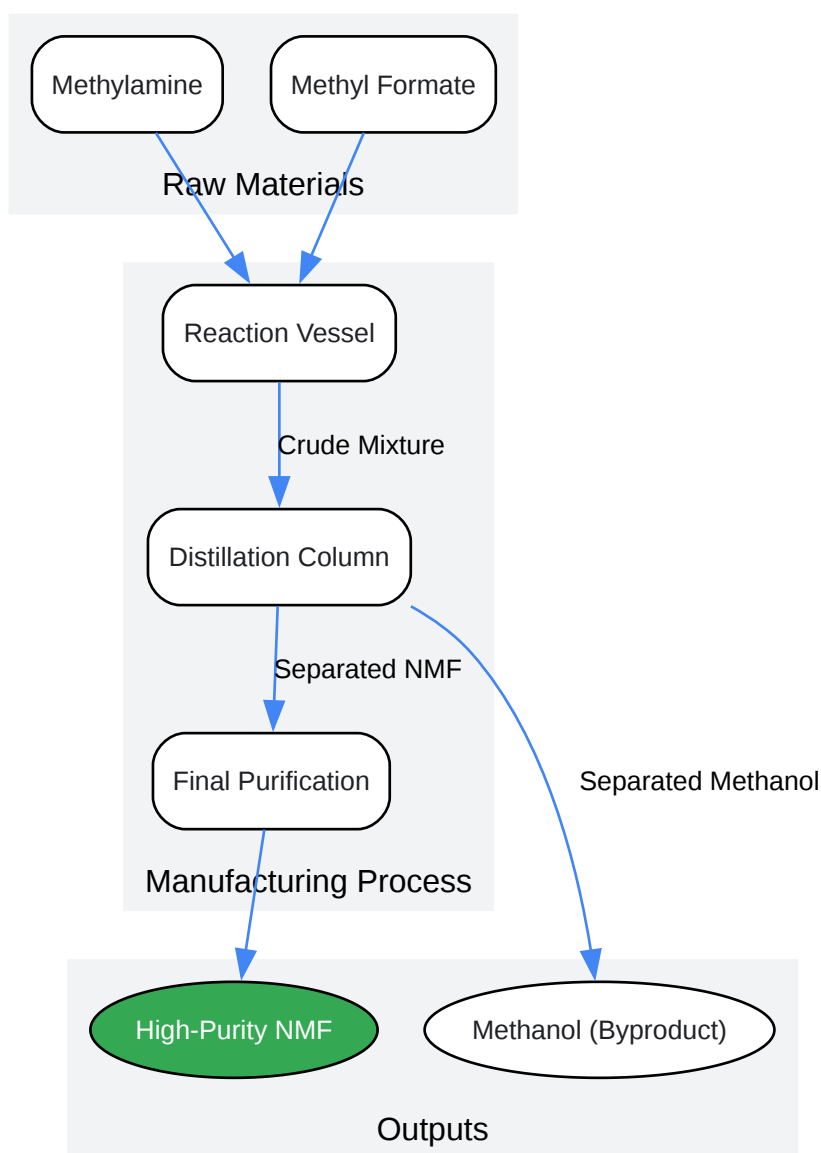 Methylamine
Methyl Formate
Raw Materials
Reaction Vessel
Crude Mixture
Distillation Column
Separated NMF
Final Purification
Separated Methanol
Manufacturing Process
High-Purity NMF
Methanol (Byproduct)
Outputs